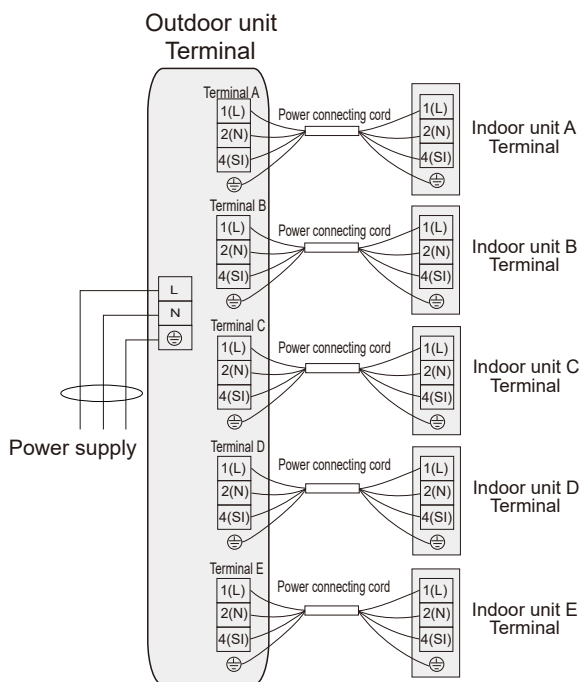 Outdoor unit
Terminal
Terminal A
1(L)
2(N)
4(SI)
Power connecting cord
1(L)
2(N)
4(SI)
Indoor unit A
Terminal
Terminal B
1(L)
2(N)
4(SI)
Power connecting cord
1(L)
2(N)
4(SI)
Indoor unit B
Terminal
L
N
Power supply
Terminal C
1(L)
2(N)
4(SI)
Power connecting cord
1(L)
2(N)
4(SI)
Indoor unit C
Terminal
Terminal D
1(L)
2(N)
4(SI)
Power connecting cord
1(L)
2(N)
4(SI)
Indoor unit D
Terminal
Terminal E
1(L)
2(N)
4(SI)
Power connecting cord
1(L)
2(N)
4(SI)
Indoor unit E
Terminal